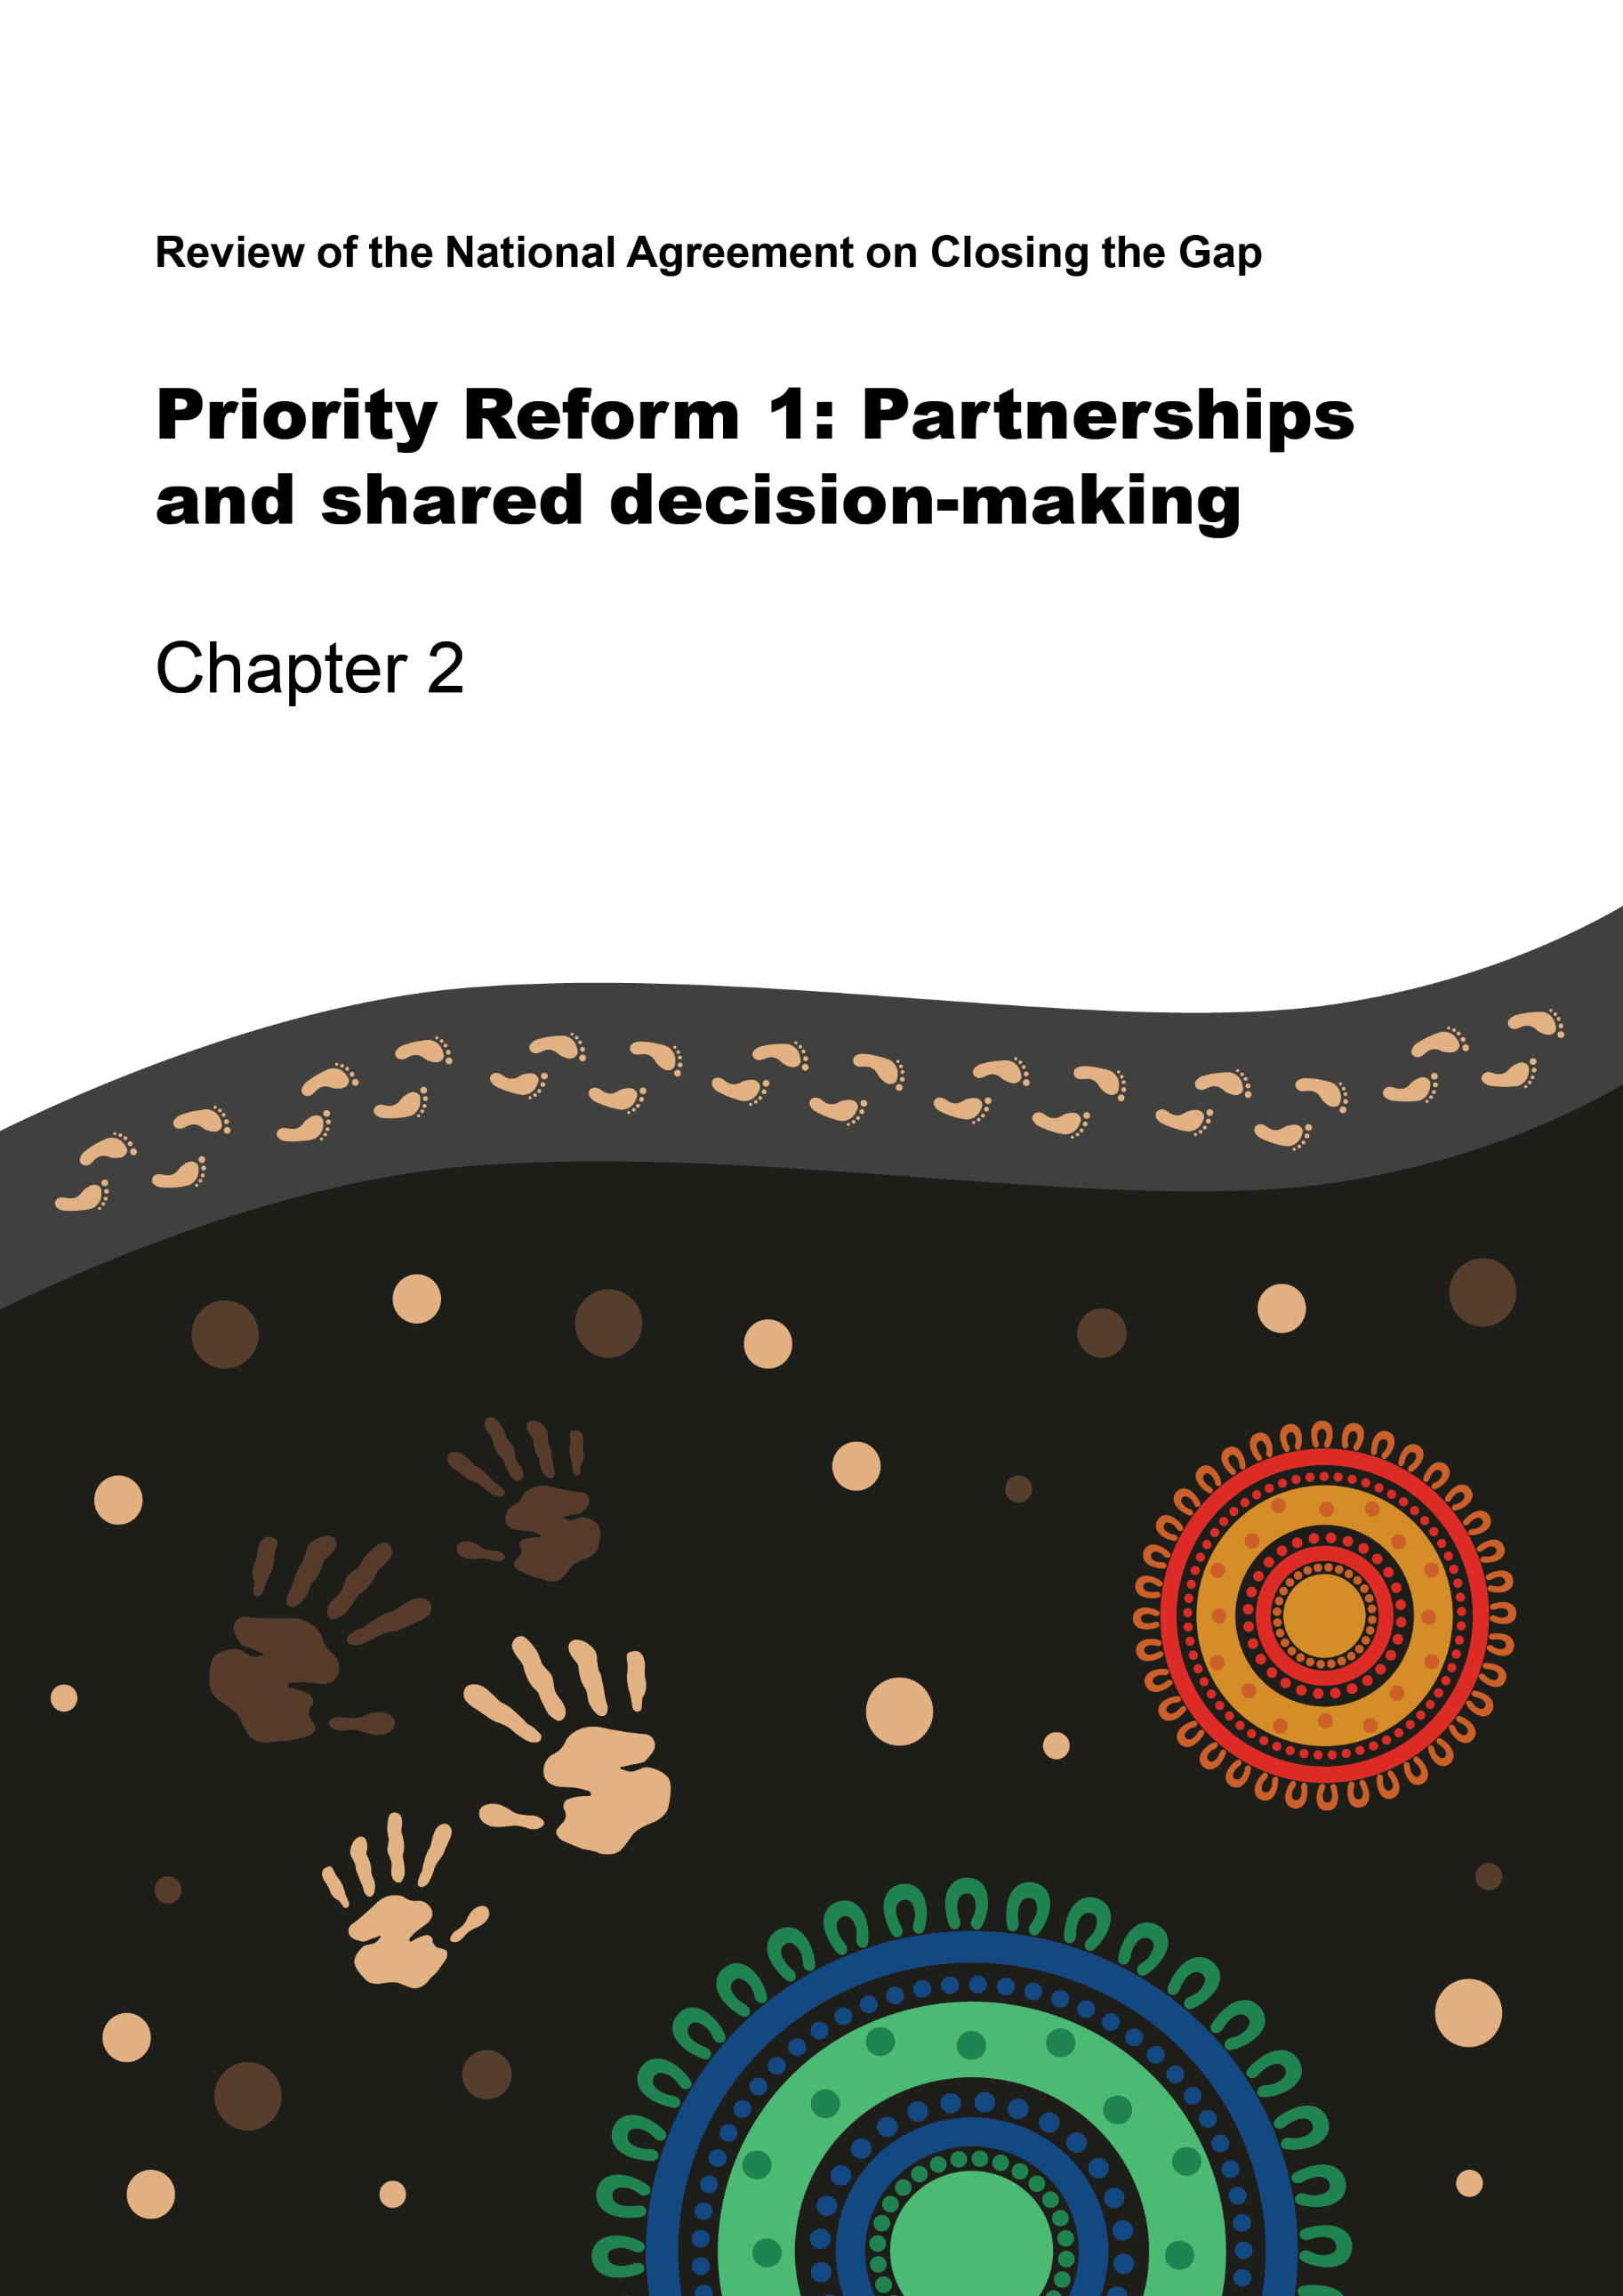 Review of the National Agreement on Closing the Gap
Priority Reform 1: Partnerships
and shared decision-making
Chapter 2